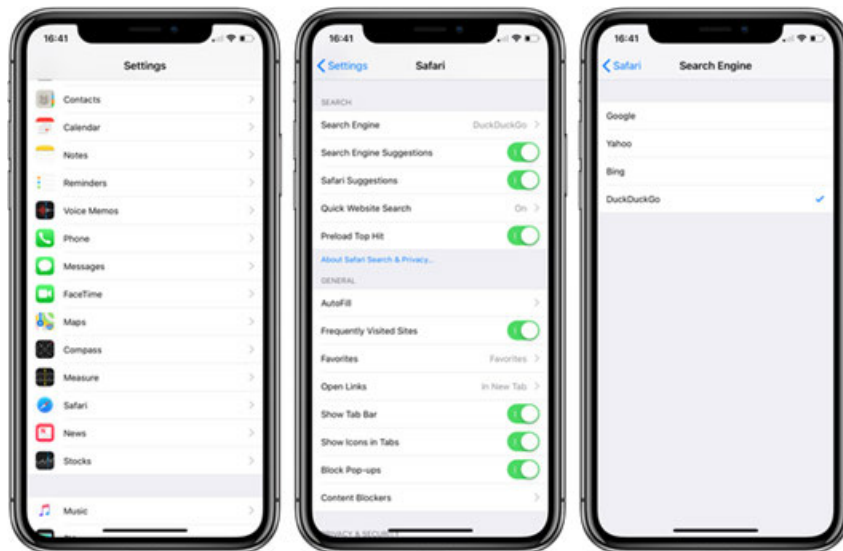 16:41
Settings
Contacts
Calendar
Notes
Reminders
Voice Memos
Phone
Messages
FaceTime
Maps
Compass
Measure
Safari
News
Stocks
Music
16:41
Settings
Safari
SEARCH
Search Engine DuckDuckGo
Search Engine Suggestions
Safari Suggestions
Quick Website Search On
Preload Top Hit
About Safari Search & Privacy...
GENERAL
AutoFill
Frequently Visited Sites
Favorites Favorites
Open Links In New Tab
Show Tab Bar
Show Icons in Tabs
Block Pop-ups
Content Blockers
PRIVACY & SECURITY
16:41
Safari
Search Engine
Google
Yahoo
Bing
DuckDuckGo